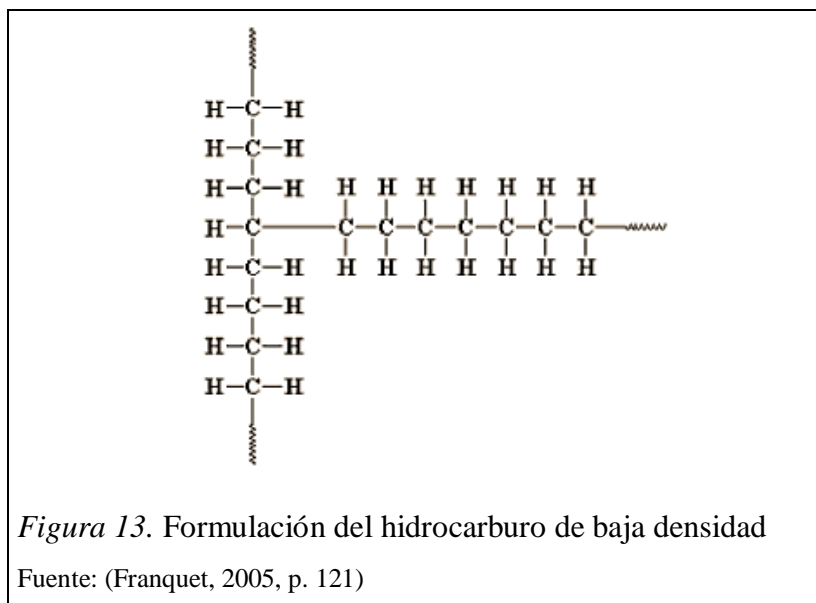 H–C–H
H–C–H
H–C–H H H H H H H H
H–C–C–C–C–C–C–C–C
H–C–H H H H H H H H
H–C–H
H–C–H
H–C–H
Figura 13. Formulación del hidrocarburo de baja densidad
Fuente: (Franquet, 2005, p. 121)